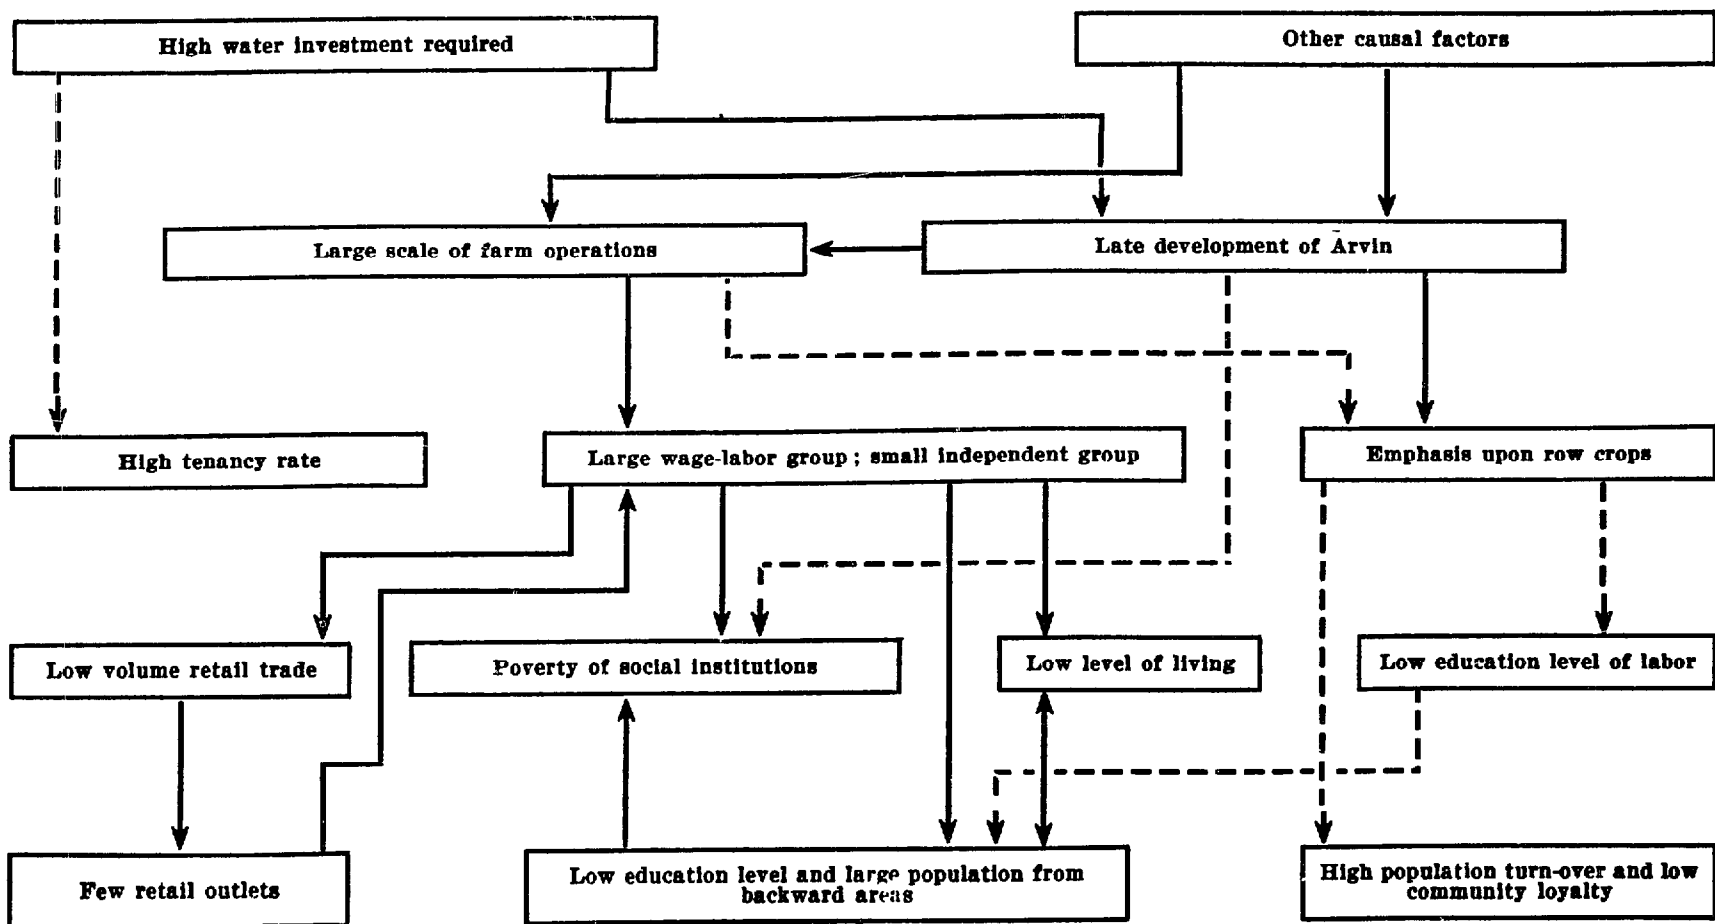 High water investment required
Other causal factors
Large scale of farm operations
Late development of Arvin
High tenancy rate
Large wage-labor group; small independent group
Emphasis upon row crops
Low volume retail trade
Poverty of social institutions
Low level of living
Low education level of labor
Few retail outlets
Low education level and large population from
backward areas
High population turn-over and low
community loyalty